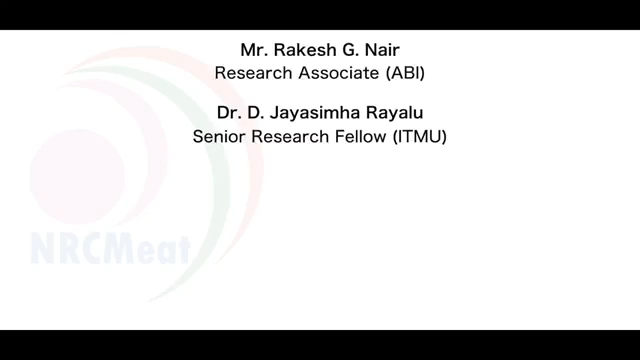 Mr. Rakesh G. Nair
Research Associate (ABI)
Dr. D. Jayasimha Rayalu
Senior Research Fellow (ITMU)
NRCMeat